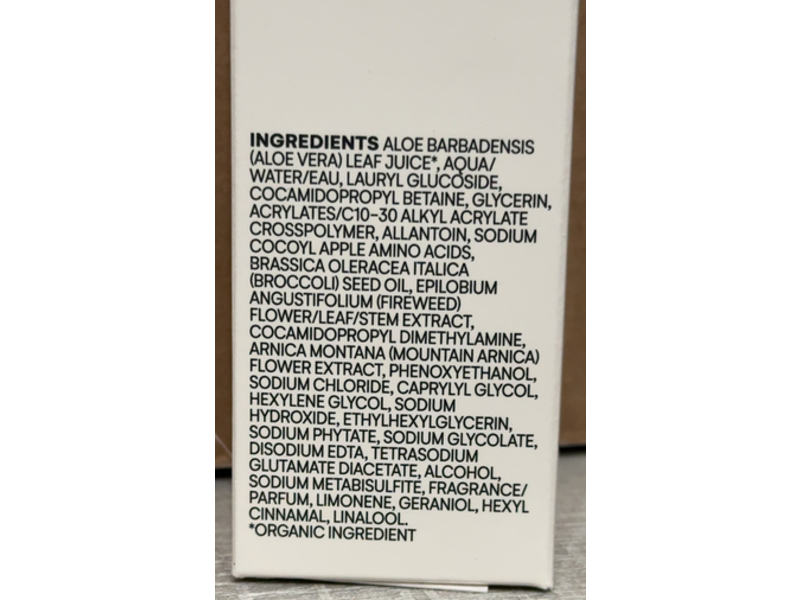 INGREDIENTS ALOE BARBADENSIS
(ALOE VERA) LEAF JUICE*, AQUA/
WATER/EAU, LAURYL GLUCOSIDE,
COCAMIDOPROPYL BETAINE, GLYCERIN,
ACRYLATES/C10-30 ALKYL ACRYLATE
CROSSPOLYMER, ALLANTOIN, SODIUM
COCOYL APPLE AMINO ACIDS,
BRASSICA OLERACEA ITALICA
(BROCCOLI) SEED OIL, EPILOBIUM
ANGUSTIFOLIUM (FIREWEED)
FLOWER/LEAF/STEM EXTRACT,
COCAMIDOPROPYL DIMETHYLAMINE,
ARNICA MONTANA (MOUNTAIN ARNICA)
FLOWER EXTRACT, PHENOXYETHANOL,
SODIUM CHLORIDE, CAPRYLYL GLYCOL,
HEXYLENE GLYCOL, SODIUM
HYDROXIDE, ETHYLHEXYLGLYCERIN,
SODIUM PHYTATE, SODIUM GLYCOLATE,
DISODIUM EDTA, TETRASODIUM
GLUTAMATE DIACETATE, ALCOHOL,
SODIUM METABISULFITE, FRAGRANCE/
PARFUM, LIMONENE, GERANIOL, HEXYL
CINNAMAL, LINALOOL.
*ORGANIC INGREDIENT